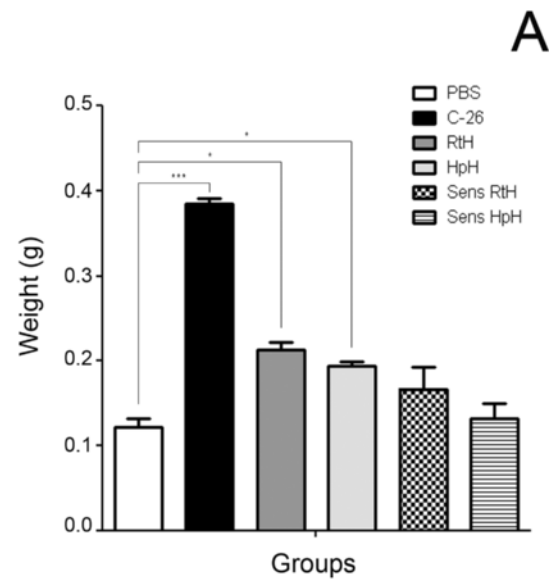 A
PBS
C-26
RtH
HpH
Sens RtH
Sens HpH
0.5
0.4
0.3
0.2
0.1
0.0
Weight (g)
*
*
***
Groups